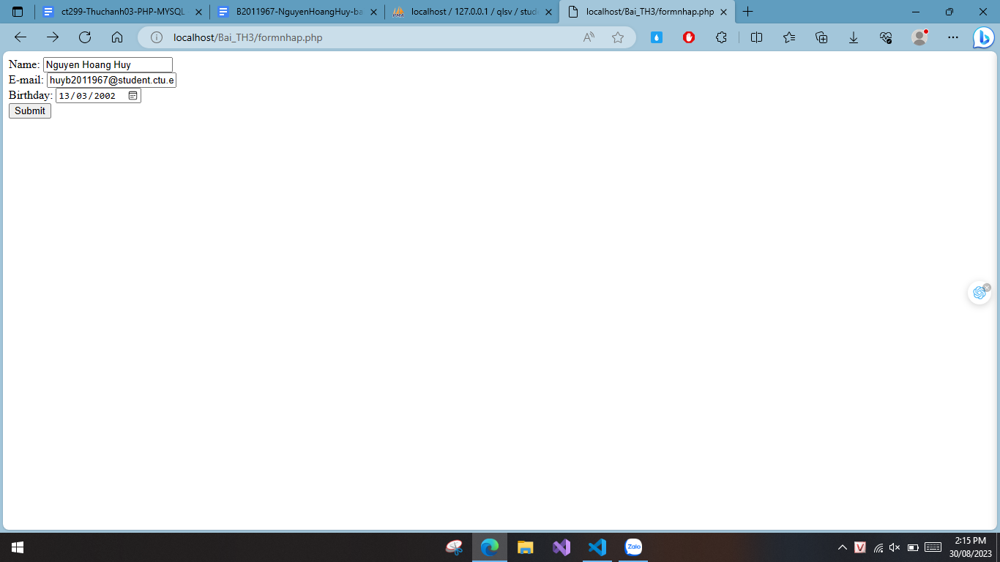 ct299-Thuchanh03-PHP-MYSQL
B2011967-NguyenHoangHuy-ba
localhost / 127.0.0.1 / qlsv / stud
localhost/Bai_TH3/formnhap.php
localhost/Bai_TH3/formnhap.php
Name: Nguyen Hoang Huy
E-mail: huyb2011967@student.ctu.e
Birthday: 13/03/2002
Submit
Zalo
V
2:15 PM
30/08/2023